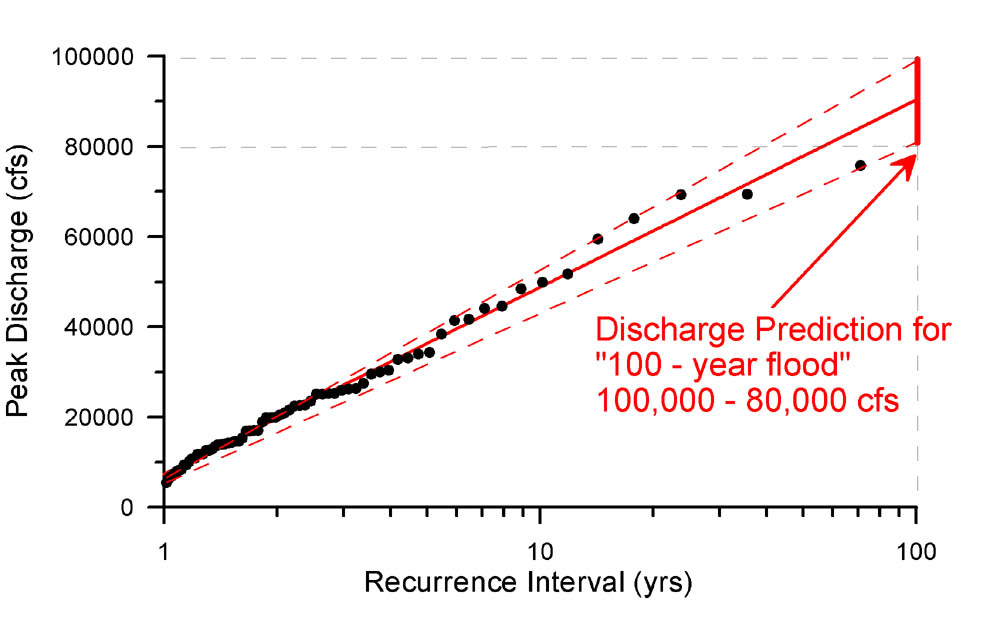 100000
80000
60000
40000
20000
0
Peak Discharge (cfs)
Discharge Prediction for
"100 - year flood"
100,000 - 80,000 cfs
1 10 100
Recurrence Interval (yrs)